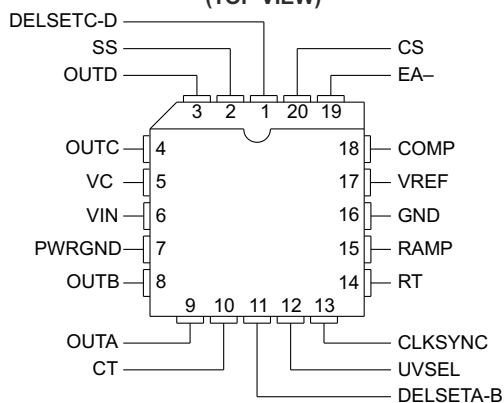 (TOP VIEW)
DELSETC-D
SS CS
OUTD EA–
3 2 1 20 19
OUTC 4 18 COMP
VC 5 17 VREF
VIN 6 16 GND
PWRGND 7 15 RAMP
OUTB 8 14 RT
9 10 11 12 13
OUTA CLKSYNC
CT UVSEL
DELSETA-B